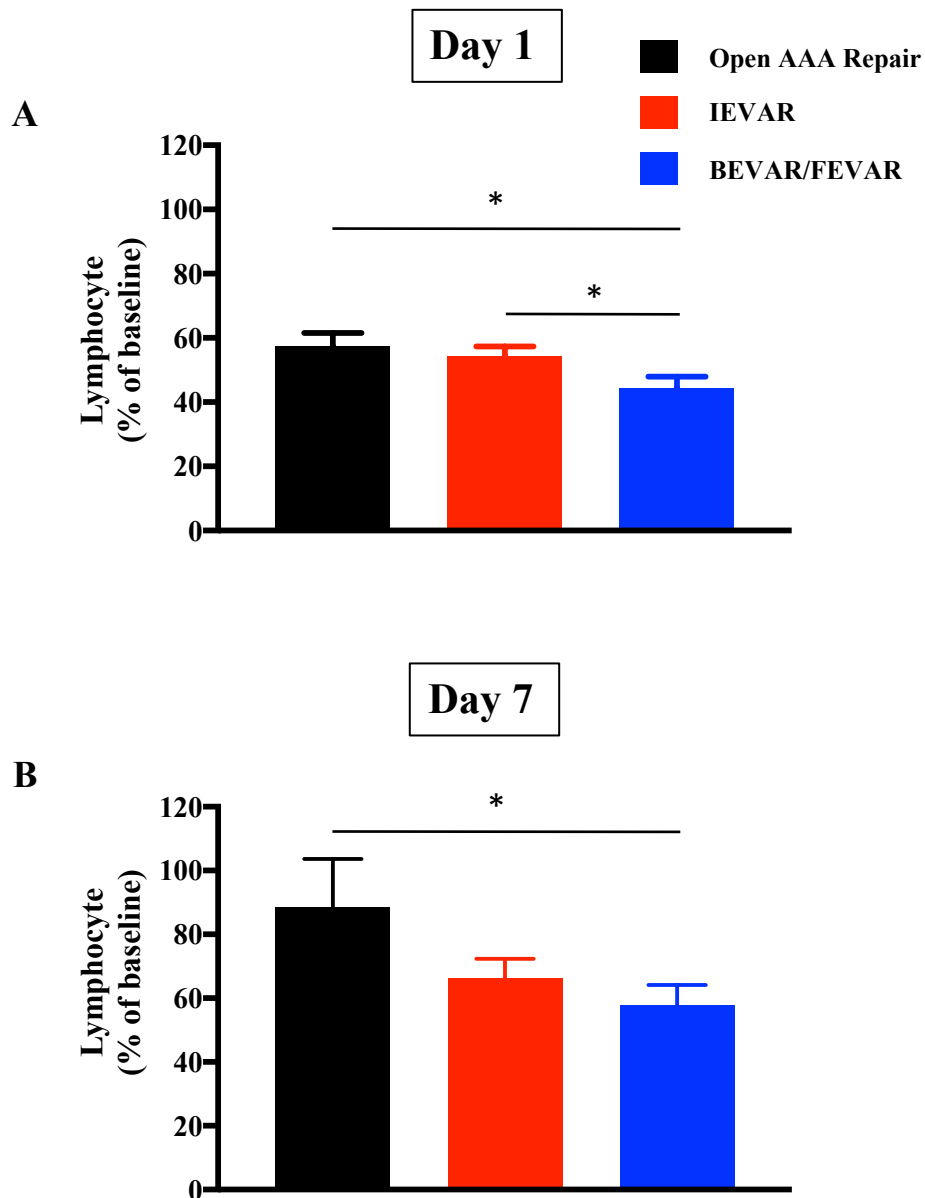 Day 1
Open AAA Repair
IEVAR
BEVAR/FEVAR
A
Lymphocyte
(% of baseline)
120
100
80
60
40
20
0
*
*
Day 7
B
Lymphocyte
(% of baseline)
120
100
80
60
40
20
0
*